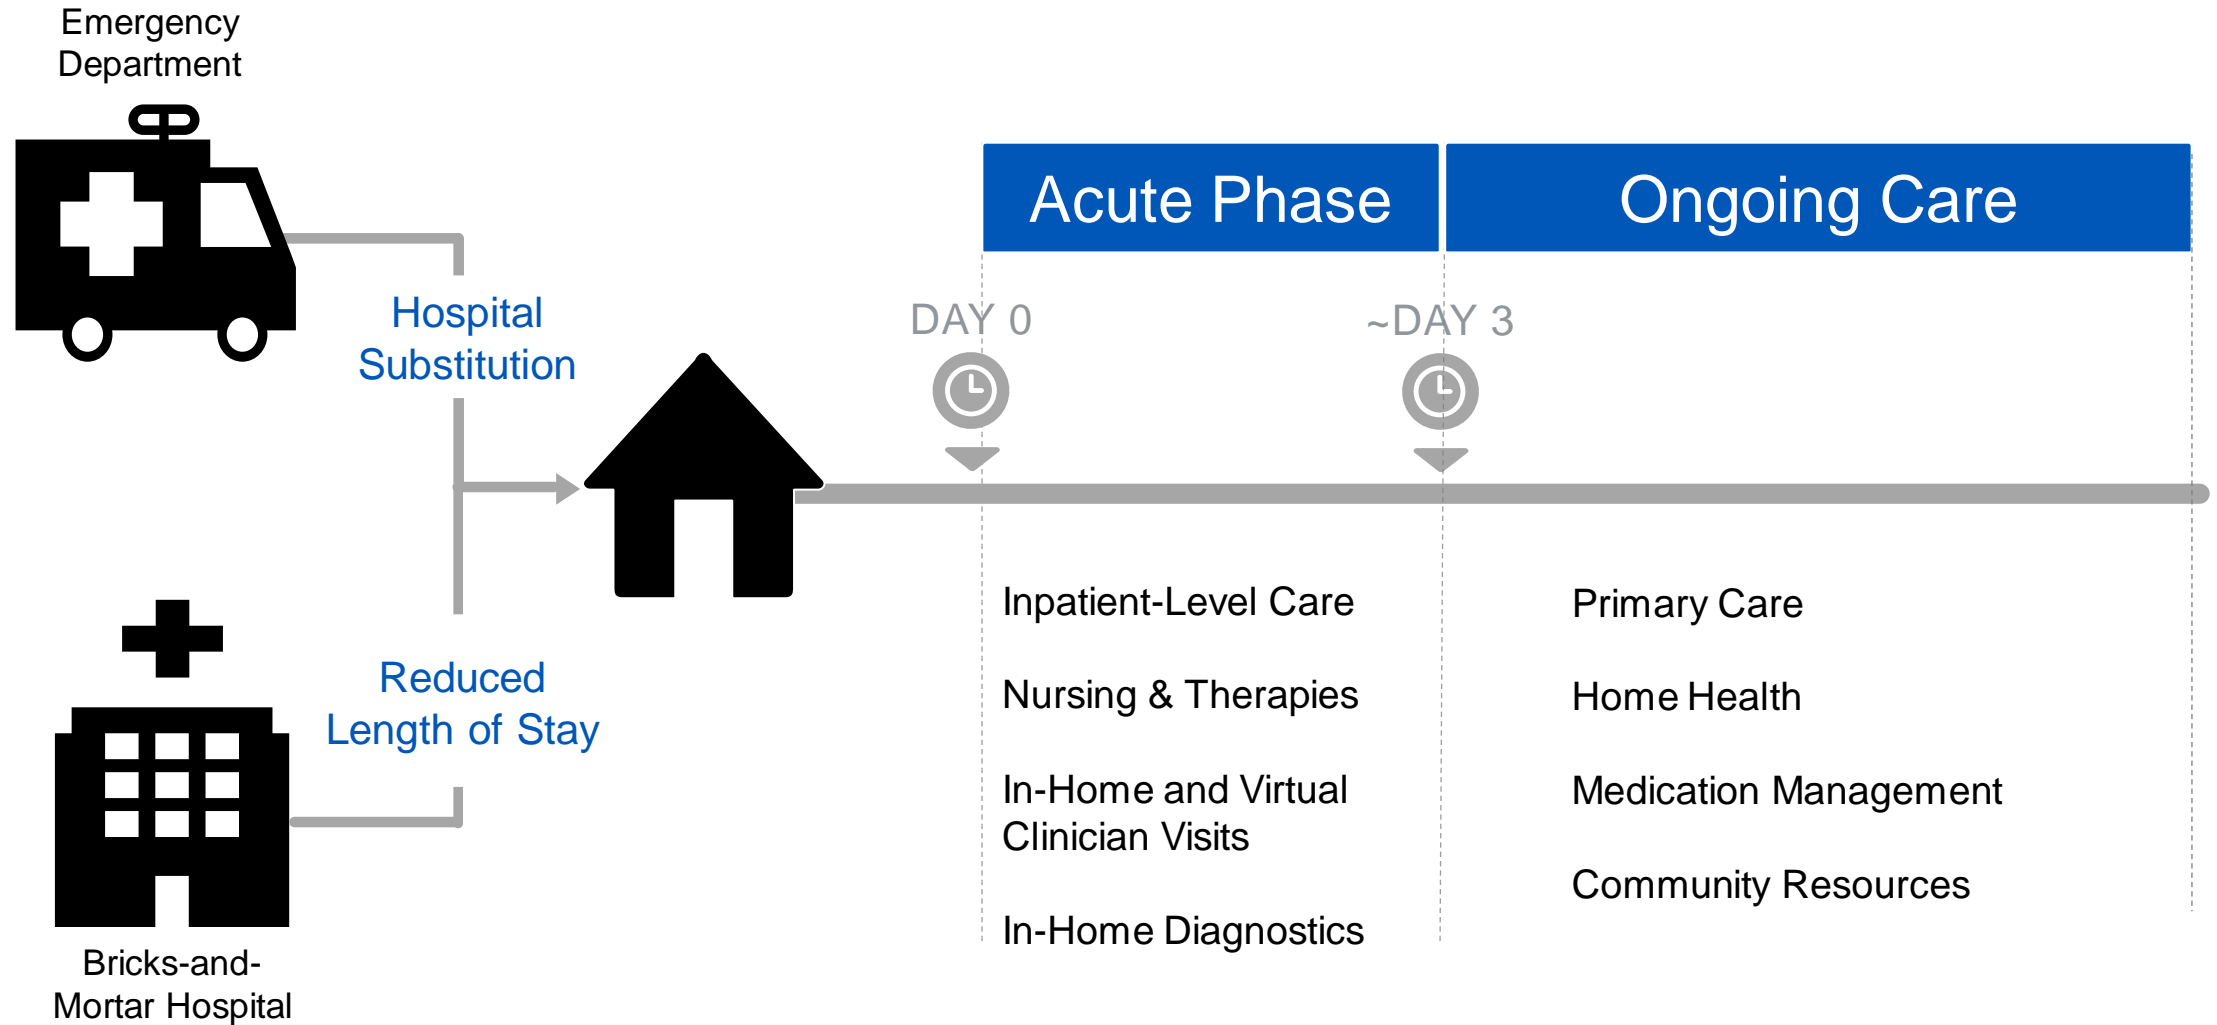 Emergency
Department
Hospital
Substitution
Reduced
Length of Stay
Bricks-and-
Mortar Hospital
Acute Phase
Ongoing Care
DAY 0
~DAY 3
Inpatient-Level Care
Nursing & Therapies
In-Home and Virtual
Clinician Visits
In-Home Diagnostics
Primary Care
Home Health
Medication Management
Community Resources